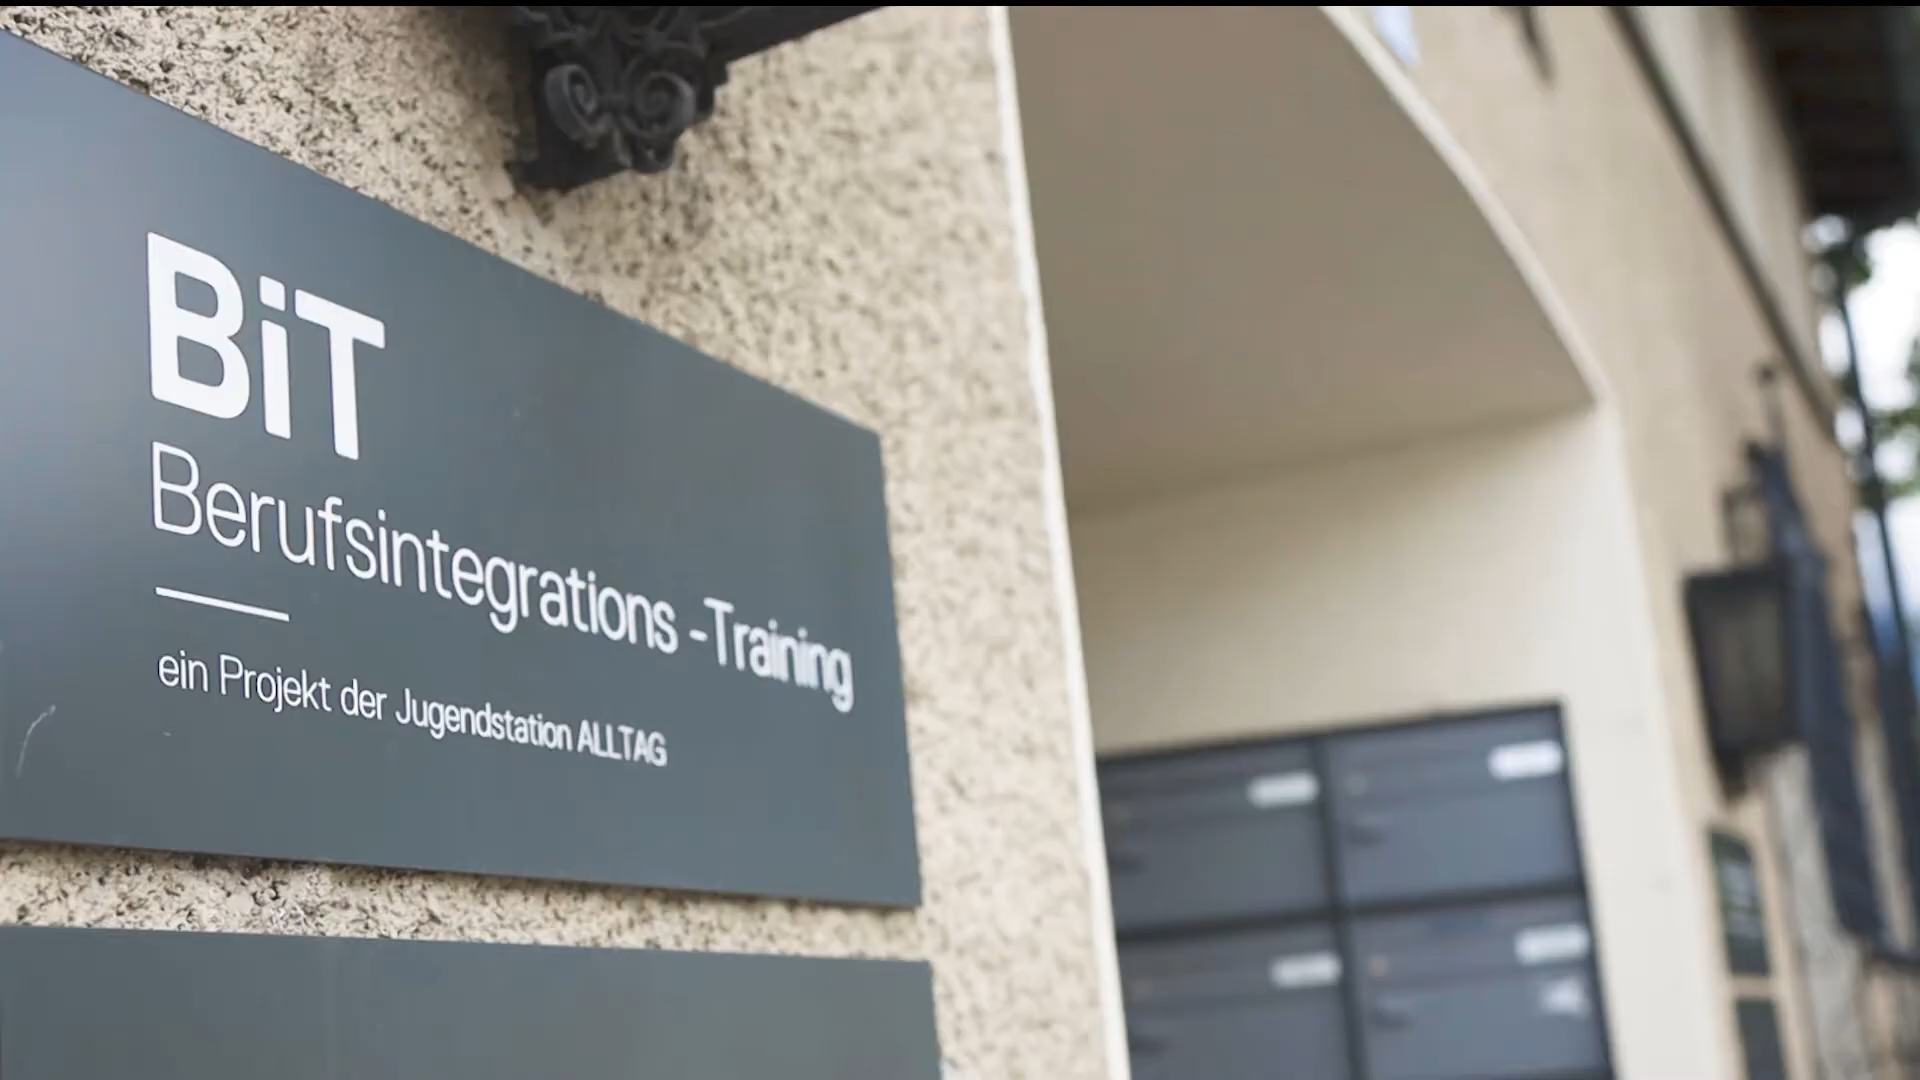 BiT
Berufsintegrations -Training
ein Projekt der Jugendstation ALLTAG